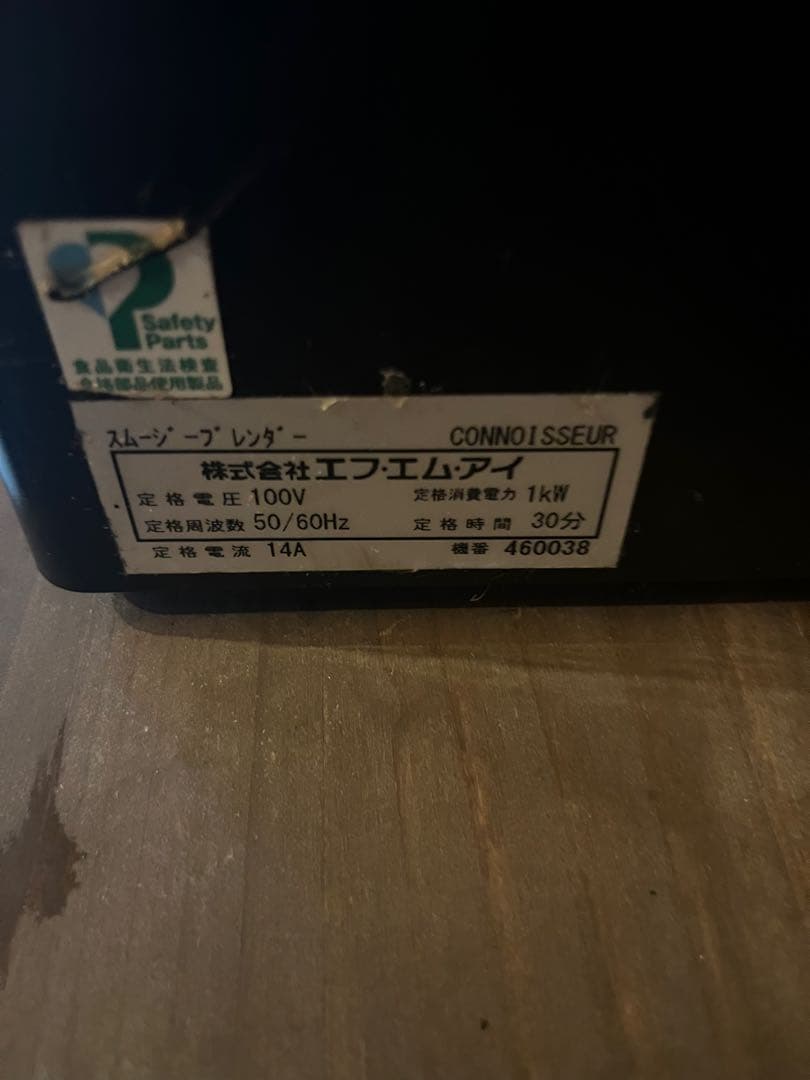 Safety
Parts
食品衛生法検査
合格部品使用製品
ｽﾑｰｼﾞｰﾌﾞﾚﾝﾀﾞｰ CONNOISSEUR
株式会社エフ・エム・アイ
定格電圧 100V 定格消費電力 1kW
定格周波数 50/60Hz 定格時間 30分
定格電流 14A 機番 460038